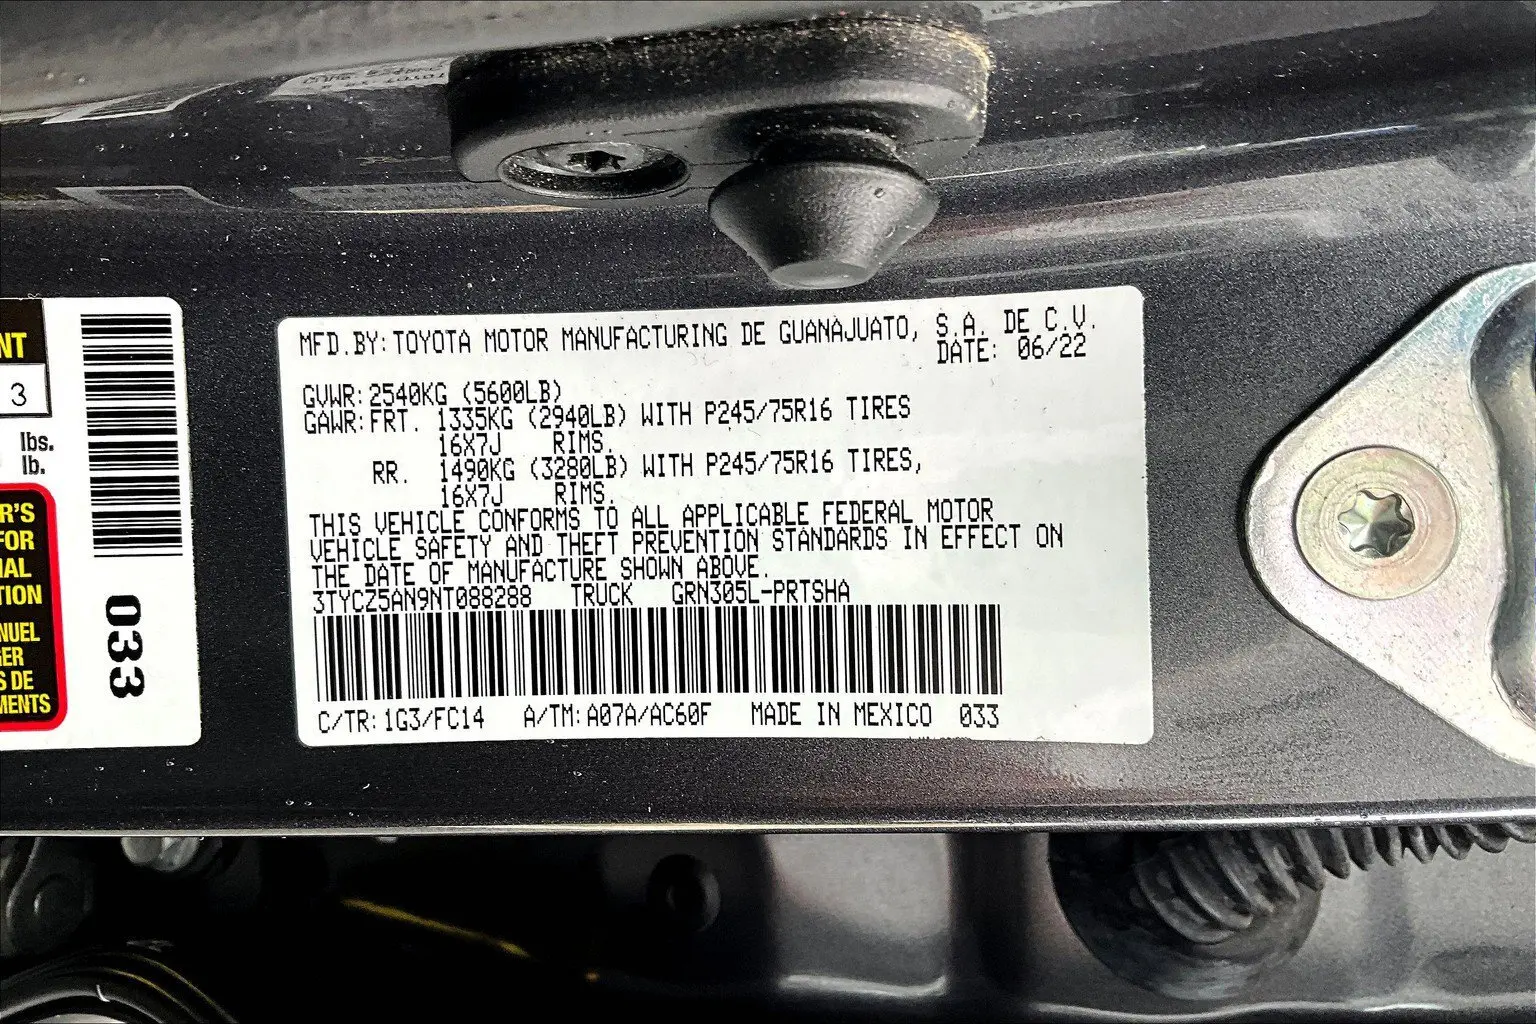 NT
3
lbs.
lb.
R'S
FOR
IAL
TION
NUEL
GER
S DE
MENTS
033
MFD.BY:TOYOTA MOTOR MANUFACTURING DE GUANAJUATO, S.A. DE C.V.
DATE: 06/22
GVWR:2540KG (5600LB)
GAWR:FRT. 1335KG (2940LB) WITH P245/75R16 TIRES
16X7J RIMS.
RR. 1490KG (3280LB) WITH P245/75R16 TIRES,
16X7J RIMS.
THIS VEHICLE CONFORMS TO ALL APPLICABLE FEDERAL MOTOR
VEHICLE SAFETY AND THEFT PREVENTION STANDARDS IN EFFECT ON
THE DATE OF MANUFACTURE SHOWN ABOVE.
3TYCZ5AN9NT088288 TRUCK GRN305L-PRTSHA
C/TR:1G3/FC14 A/TM:A07A/AC60F MADE IN MEXICO 033